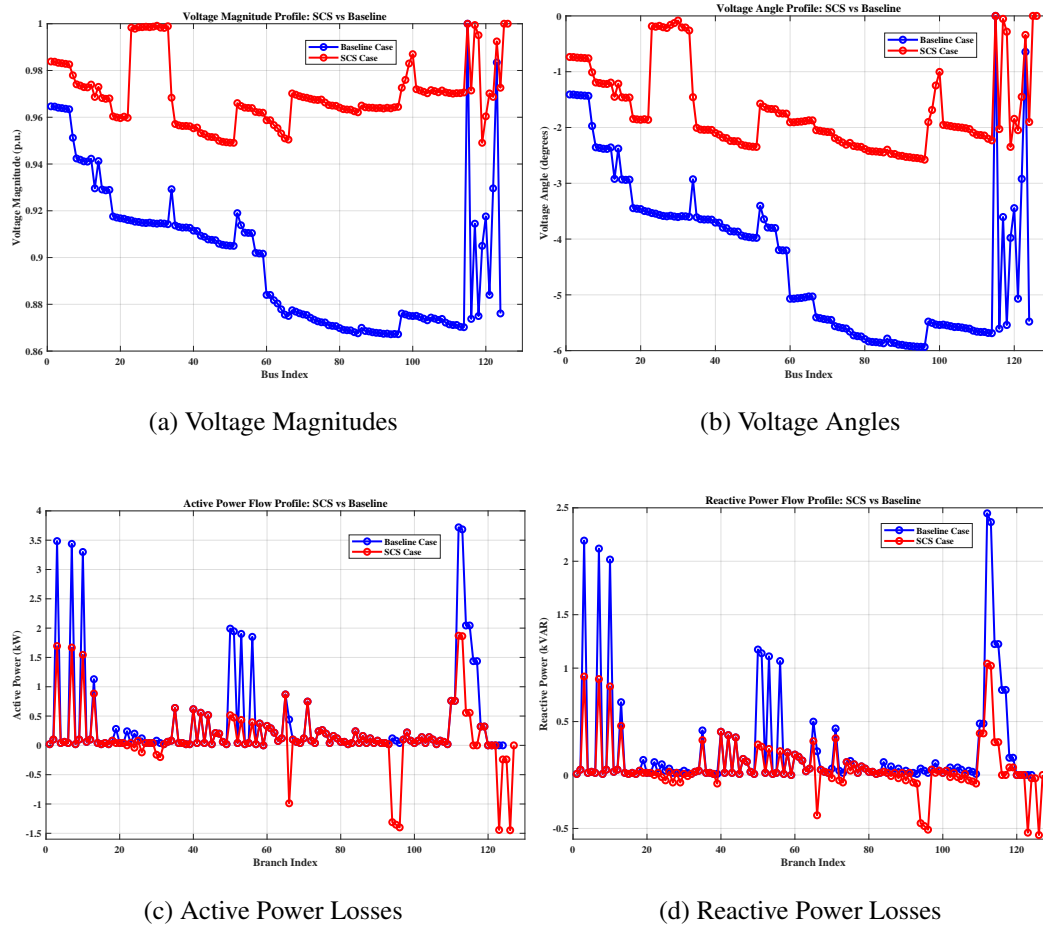 Voltage Magnitude Profile: SCS vs Baseline
Baseline Case
SCS Case
Voltage Magnitude (p.u.)
1
0.98
0.96
0.94
0.92
0.9
0.88
0.86
0
20
40
60
80
100
120
Bus Index
(a) Voltage Magnitudes
Voltage Angle Profile: SCS vs Baseline
Baseline Case
SCS Case
Voltage Angle (degrees)
0
-1
-2
-3
-4
-5
-6
0
20
40
60
80
100
120
Bus Index
(b) Voltage Angles
Active Power Flow Profile: SCS vs Baseline
Baseline Case
SCS Case
Active Power (kW)
4
3.5
3
2.5
2
1.5
1
0.5
0
-0.5
-1
-1.5
0
20
40
60
80
100
120
Branch Index
(c) Active Power Losses
Reactive Power Flow Profile: SCS vs Baseline
Baseline Case
SCS Case
Reactive Power (kVAR)
2.5
2
1.5
1
0.5
0
-0.5
0
20
40
60
80
100
120
Branch Index
(d) Reactive Power Losses